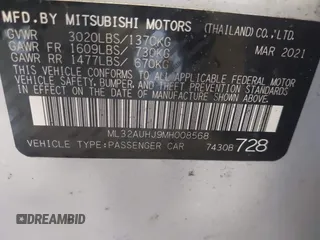 MFD.BY MITSUBISHI MOTORS (THAILAND) CO.,LTD.
GVWR 3020LBS/1370KG
GAWR FR 1609LBS/730KG MAR 2021
GAWR RR 1477LBS/670KG
THIS VEHICLE CONFORMS TO ALL APPLICABLE FEDERAL MOTOR
VEHICLE SAFETY, BUMPER AND THEFT PREVENTION STANDARDS
IN EFFECT ON THE DATE OF MANUFACTURE SHOWN ABOVE.
ML32AUHJ9MH008568
VEHICLE TYPE:PASSENGER CAR 7430B 728
AUTOBIDMD